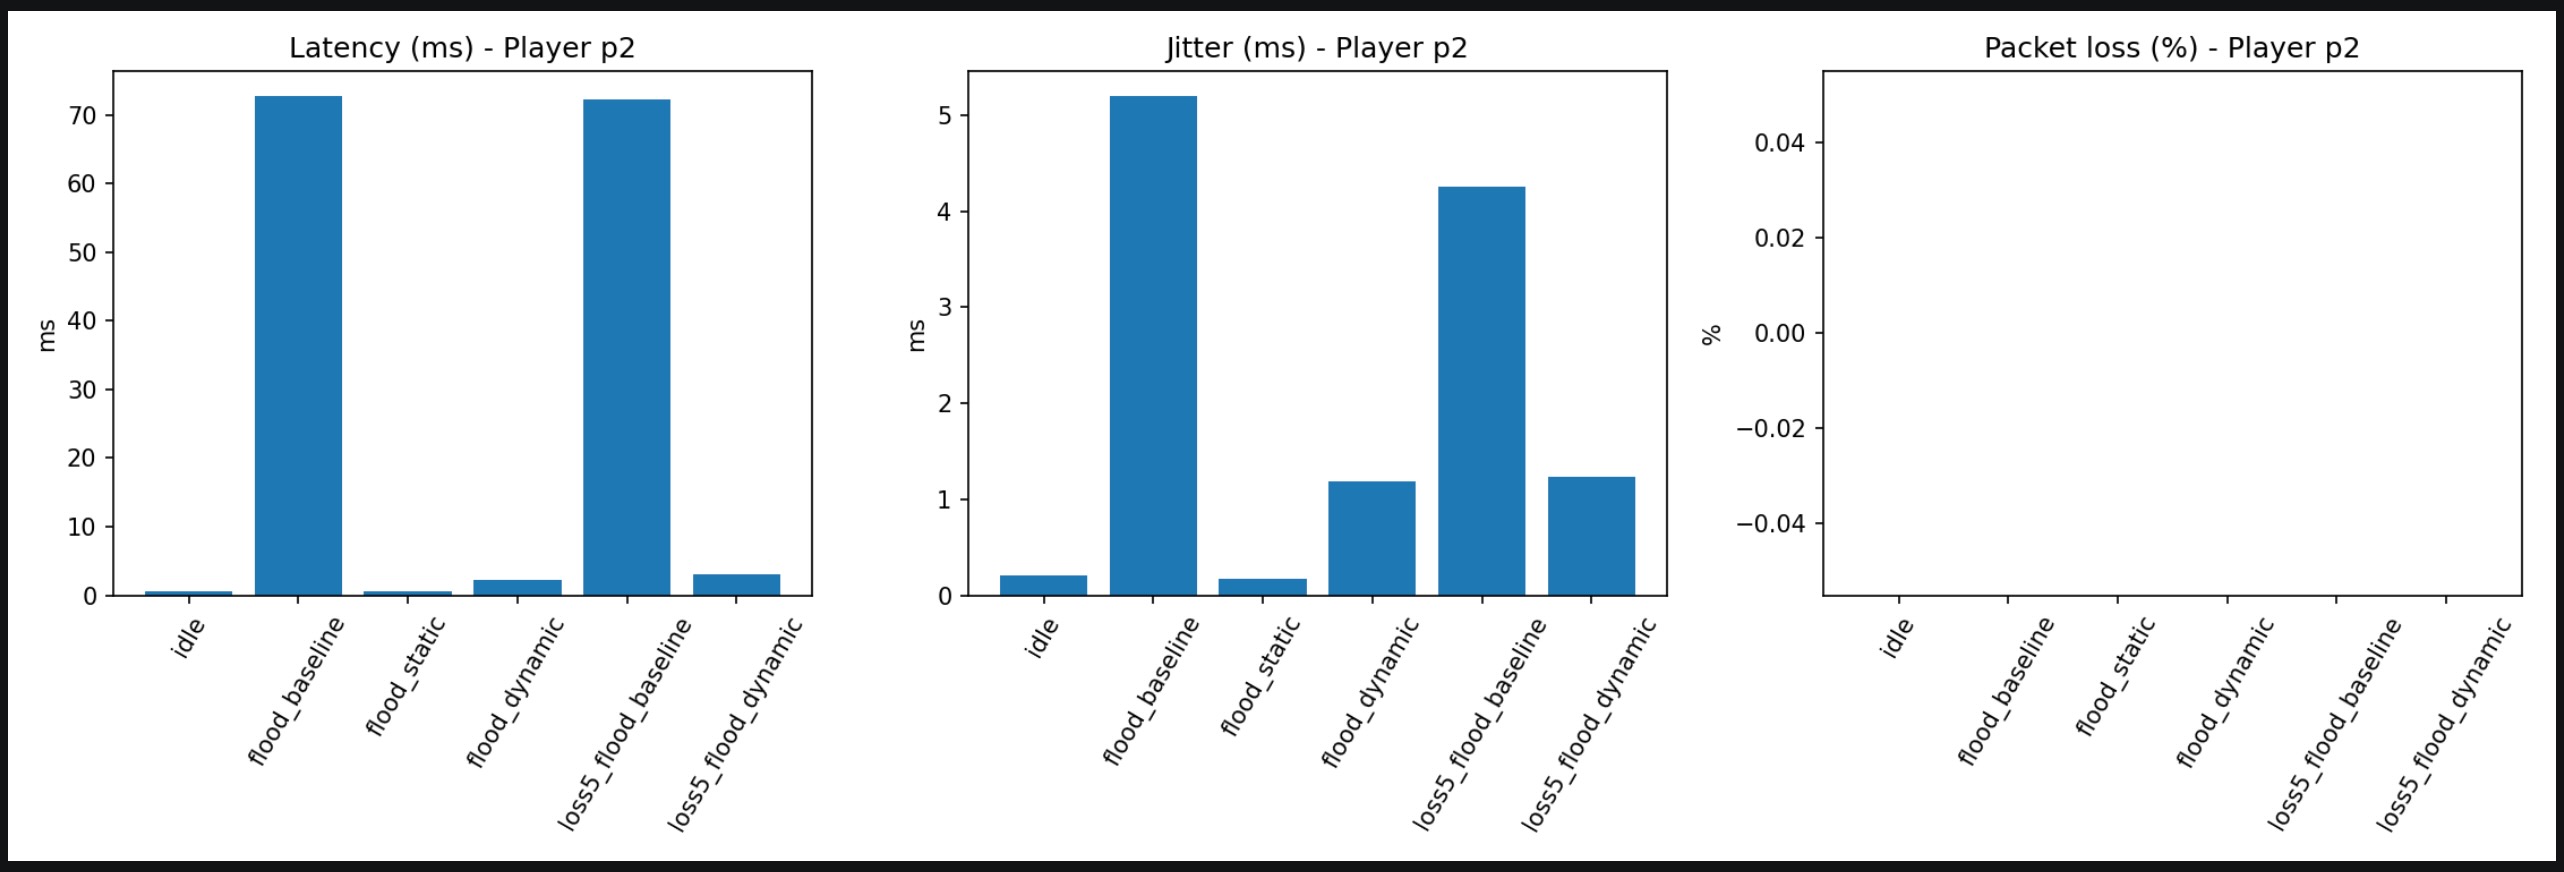 Latency (ms) - Player p2
ms
70
60
50
40
30
20
10
0
idle
flood_baseline
flood_static
flood_dynamic
loss5_flood_baseline
loss5_flood_dynamic
Jitter (ms) - Player p2
ms
5
4
3
2
1
0
idle
flood_baseline
flood_static
flood_dynamic
loss5_flood_baseline
loss5_flood_dynamic
Packet loss (%) - Player p2
%
0.04
0.02
0.00
−0.02
−0.04
idle
flood_baseline
flood_static
flood_dynamic
loss5_flood_baseline
loss5_flood_dynamic